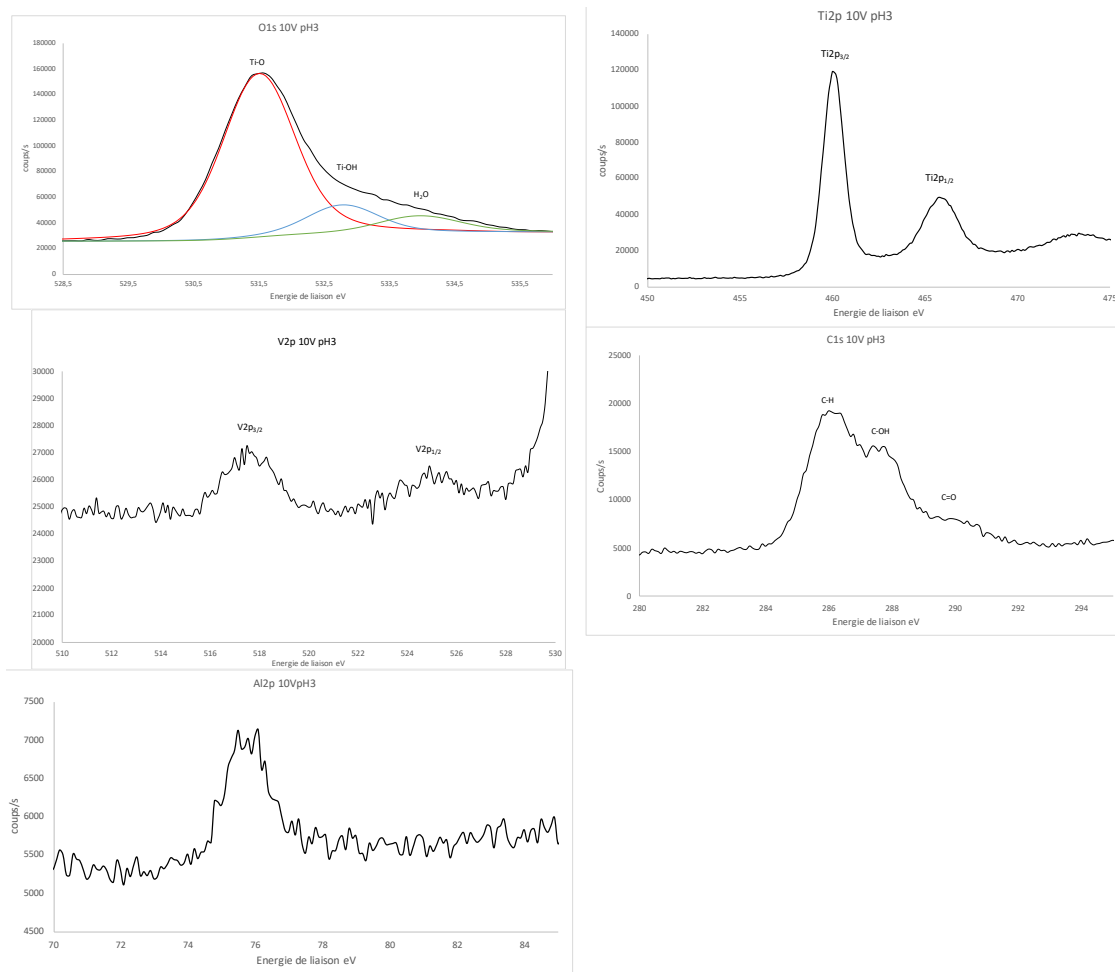 O1s 10V pH3
180000
160000
140000
120000
100000
80000
60000
40000
20000
0
coups/s
Ti-O
Ti-OH
H₂O
528,5 529,5 530,5 531,5 532,5 533,5 534,5 535,5
Energie de liaison eV
Ti2p 10V pH3
140000
120000
100000
80000
60000
40000
20000
0
coups/s
Ti2p₃/₂
Ti2p₁/₂
450 455 460 465 470 475
Energie de liaison eV
V2p 10V pH3
30000
29000
28000
27000
26000
25000
24000
23000
22000
21000
20000
coups/s
V2p₃/₂
V2p₁/₂
510 512 514 516 518 520 522 524 526 528 530
Energie de liaison eV
C1s 10V pH3
25000
20000
15000
10000
5000
0
Coups/s
C-H
C-OH
C=O
280 282 284 286 288 290 292 294
Energie de liaison eV
Al2p 10VpH3
7500
7000
6500
6000
5500
5000
4500
coups/s
70 72 74 76 78 80 82 84
Energie de liaison eV